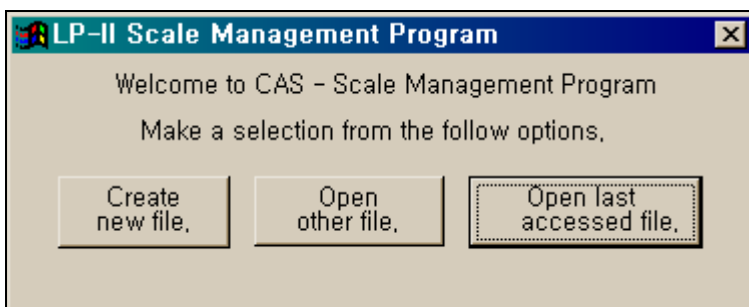 LP-II Scale Management Program
Welcome to CAS - Scale Management Program
Make a selection from the follow options,
Create
new file,
Open
other file,
Open last
accessed file,